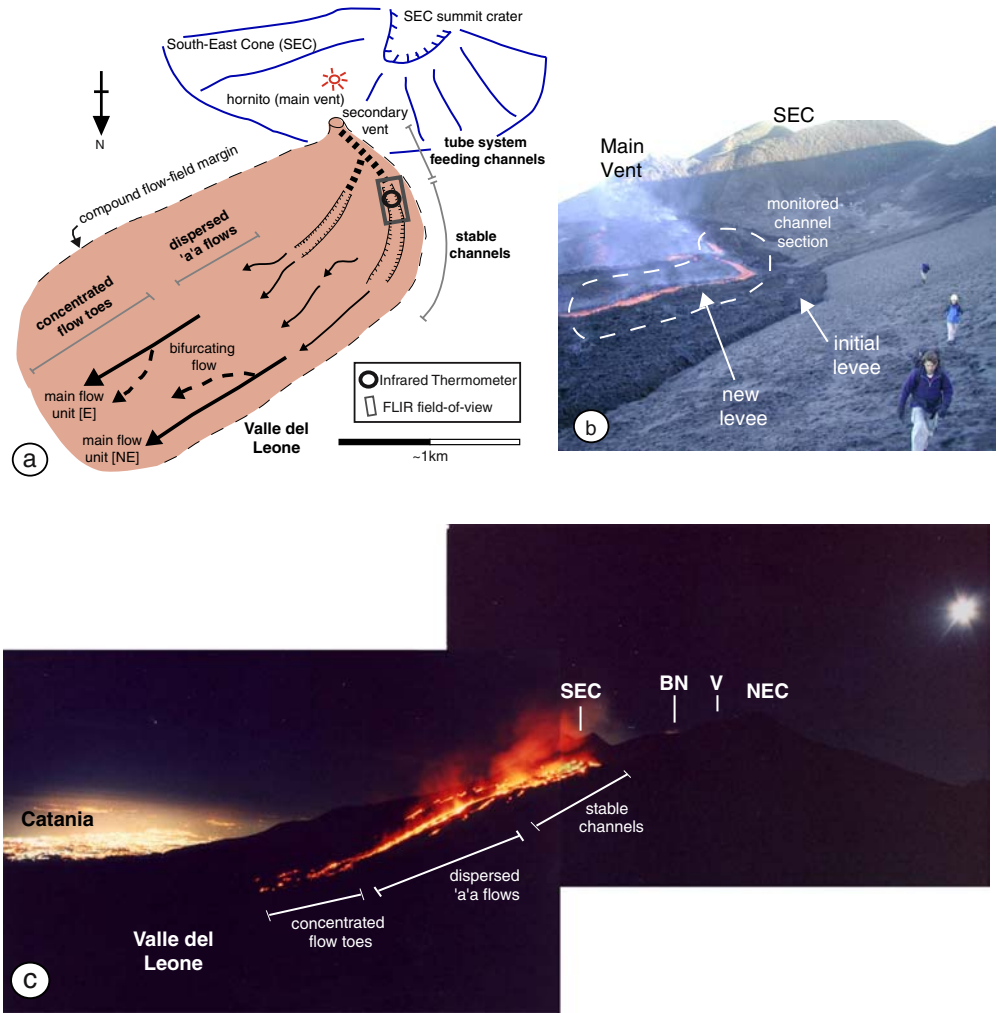 SEC summit crater
South-East Cone (SEC)
hornito (main vent)
secondary
vent
N
tube system
feeding channels
compound flow-field margin
dispersed
'a'a flows
stable
channels
concentrated
flow toes
bifurcating
flow
main flow
unit [E]
main flow
unit [NE]
Valle del
Leone
Infrared Thermometer
FLIR field-of-view
~1km
a
SEC
Main
Vent
monitored
channel
section
initial
levee
new
levee
b
SEC
BN
V
NEC
Catania
stable
channels
dispersed
'a'a flows
concentrated
flow toes
Valle del
Leone
c